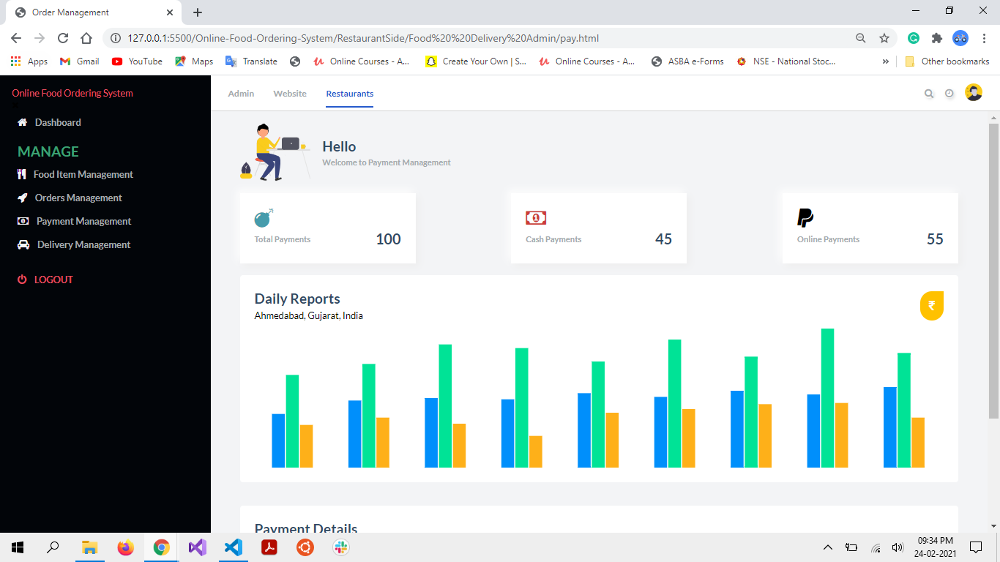 Order Management
127.0.0.1:5500/Online-Food-Ordering-System/RestaurantSide/Food%20%20Delivery%20Admin/pay.html
Apps Gmail YouTube Maps Translate Online Courses - A... Create Your Own | S... Online Courses - A... ASBA e-Forms NSE - National Stoc... » Other bookmarks
Online Food Ordering System
Dashboard
MANAGE
Food Item Management
Orders Management
Payment Management
Delivery Management
LOGOUT
Admin Website Restaurants
Hello
Welcome to Payment Management
Total Payments 100
Cash Payments 45
Online Payments 55
Daily Reports
Ahmedabad, Gujarat, India
₹
Payment Details
09:34 PM
24-02-2021